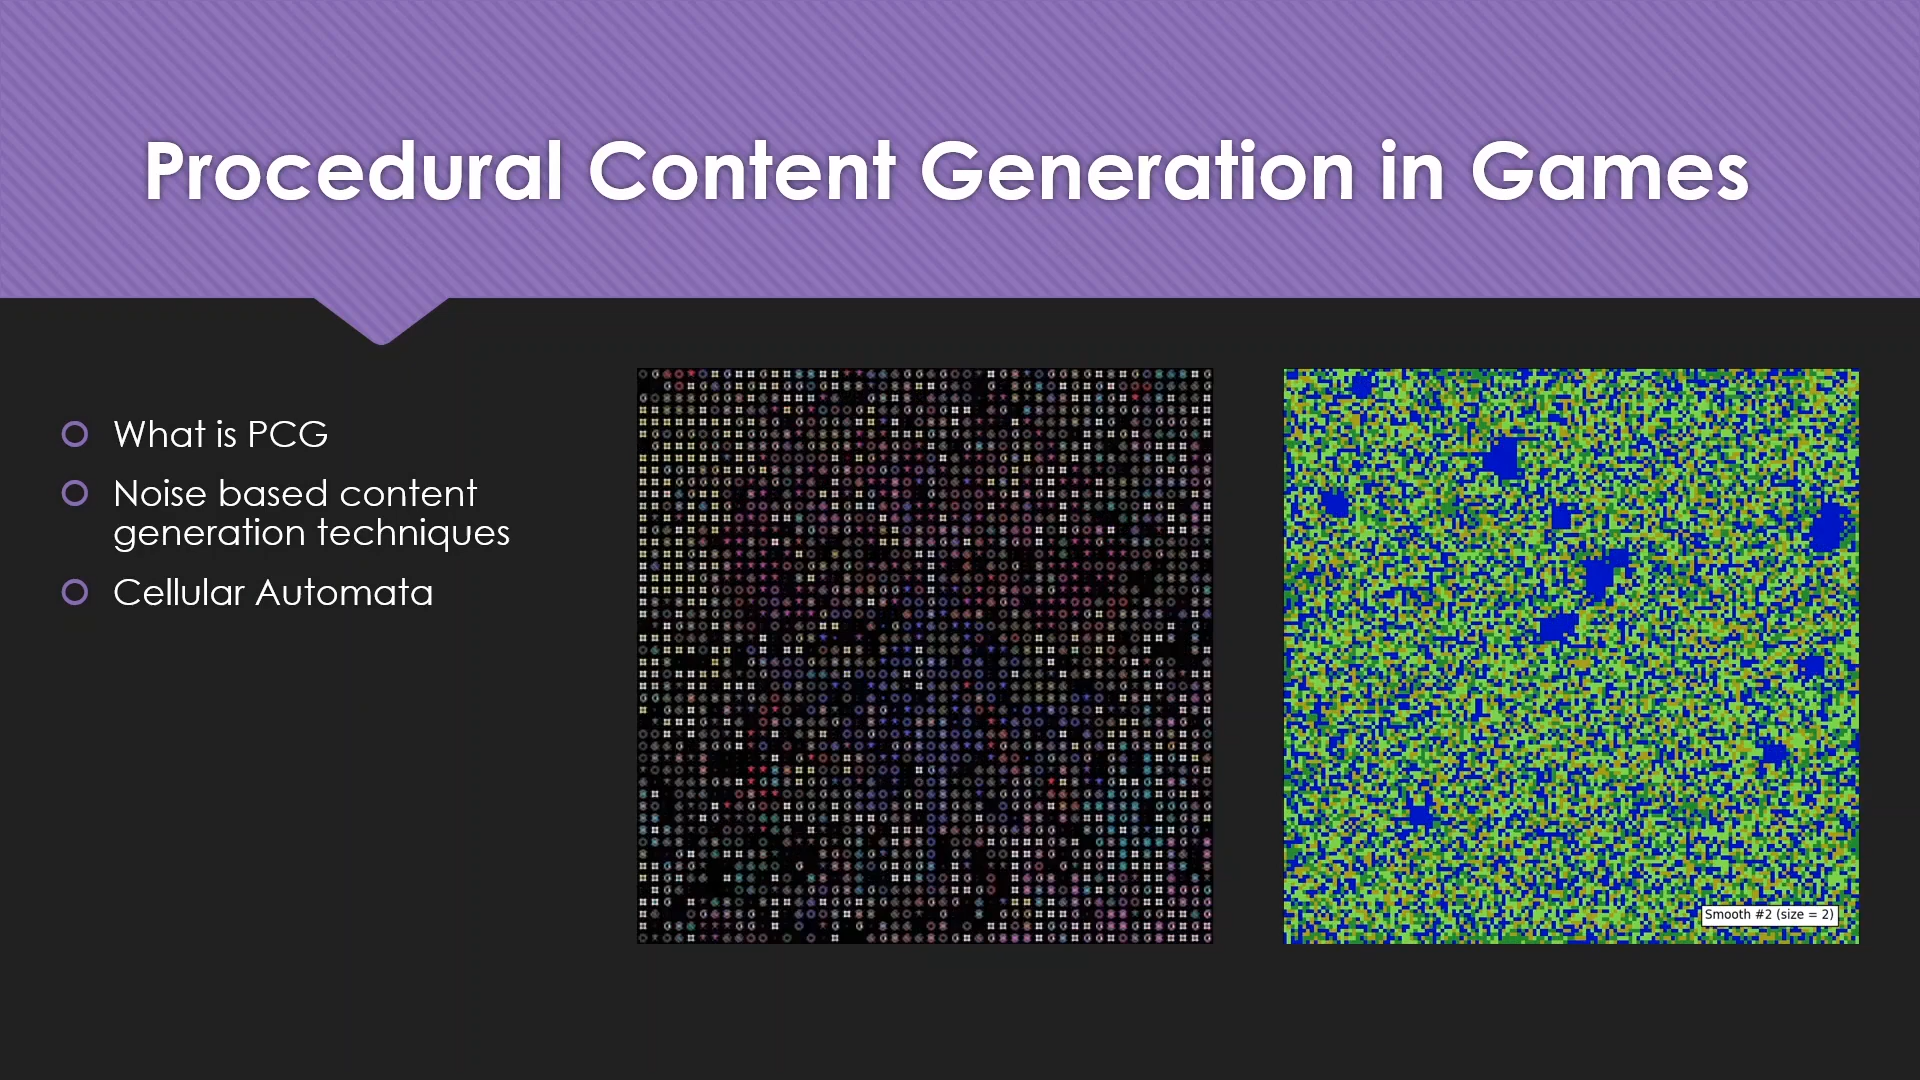 Procedural Content Generation in Games
What is PCG
Noise based content
generation techniques
Cellular Automata
Smooth #2 (size = 2)